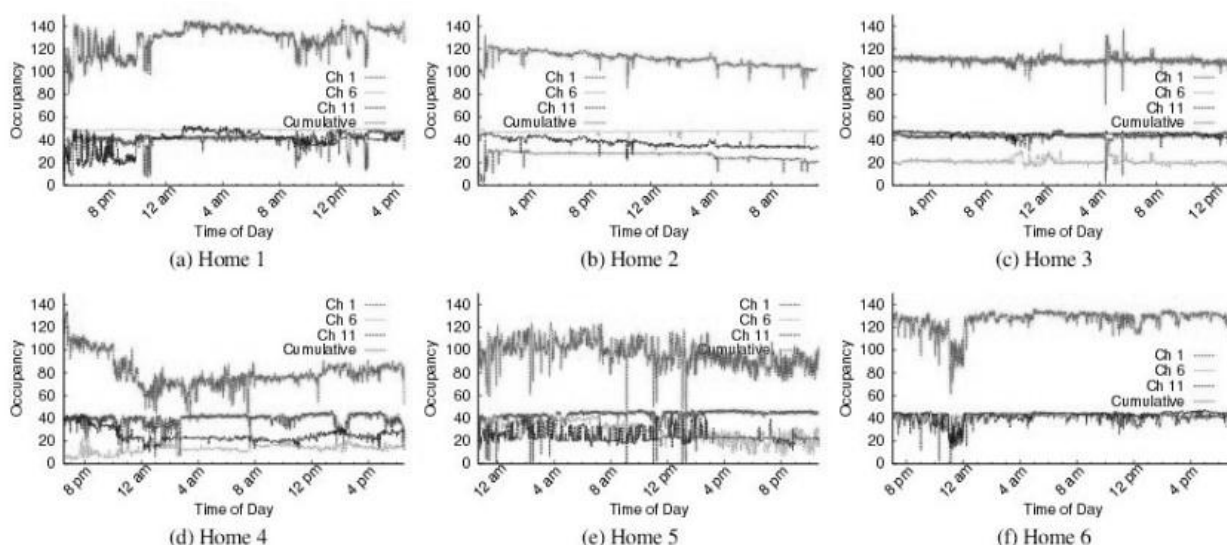 140
120
100
80
60
40
20
0
Occupancy
Ch 1
Ch 6
Ch 11
Cumulative
8 pm
12 am
4 am
8 am
12 pm
4 pm
Time of Day
(a) Home 1
140
120
100
80
60
40
20
0
Occupancy
Ch 1
Ch 6
Ch 11
Cumulative
4 pm
8 pm
12 am
4 am
8 am
Time of Day
(b) Home 2
140
120
100
80
60
40
20
0
Occupancy
Ch 1
Ch 6
Ch 11
Cumulative
4 pm
8 pm
12 am
4 am
8 am
12 pm
Time of Day
(c) Home 3
140
120
100
80
60
40
20
0
Occupancy
Ch 1
Ch 6
Ch 11
Cumulative
8 pm
12 am
4 am
8 am
12 pm
4 pm
Time of Day
(d) Home 4
140
120
100
80
60
40
20
0
Occupancy
Ch 1
Ch 6
Ch 11
Cumulative
12 am
4 am
8 am
12 pm
4 pm
8 pm
Time of Day
(e) Home 5
140
120
100
80
60
40
20
0
Occupancy
Ch 1
Ch 6
Ch 11
Cumulative
8 pm
12 am
4 am
8 am
12 pm
4 pm
Time of Day
(f) Home 6